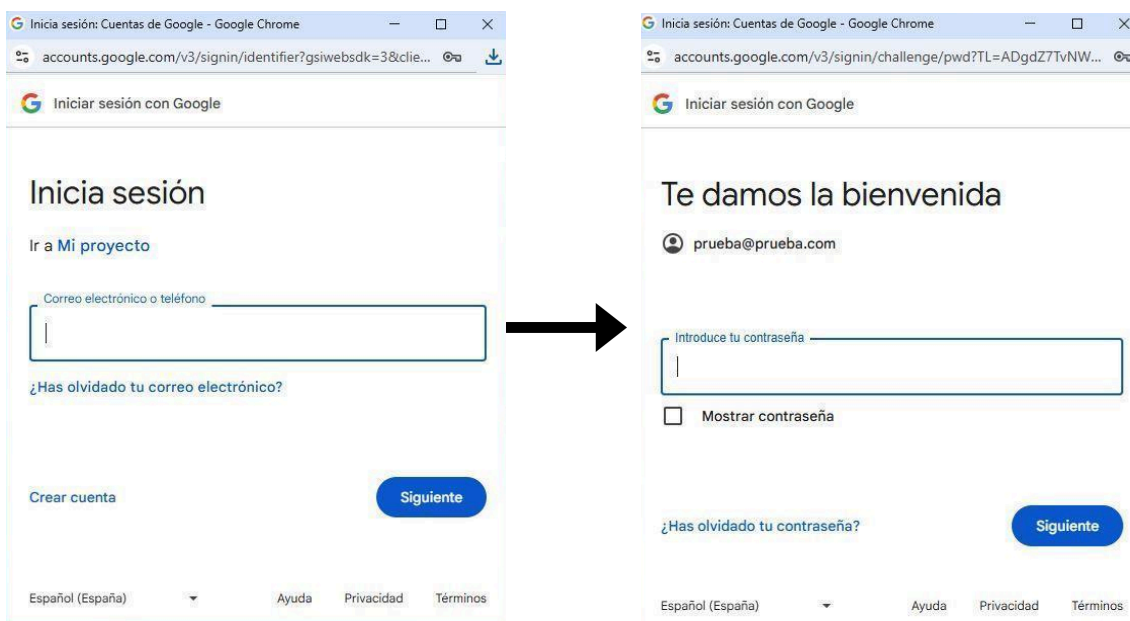 Inicia sesión: Cuentas de Google - Google Chrome
accounts.google.com/v3/signin/identifier?gsiwebsdk=3&clie...
Iniciar sesión con Google
Inicia sesión
Ir a Mi proyecto
Correo electrónico o teléfono
¿Has olvidado tu correo electrónico?
Crear cuenta
Siguiente
Español (España)
Ayuda
Privacidad
Términos
Inicia sesión: Cuentas de Google - Google Chrome
accounts.google.com/v3/signin/challenge/pwd?TL=ADgdZ7TvNW...
Iniciar sesión con Google
Te damos la bienvenida
prueba@prueba.com
Introduce tu contraseña
Mostrar contraseña
¿Has olvidado tu contraseña?
Siguiente
Español (España)
Ayuda
Privacidad
Términos